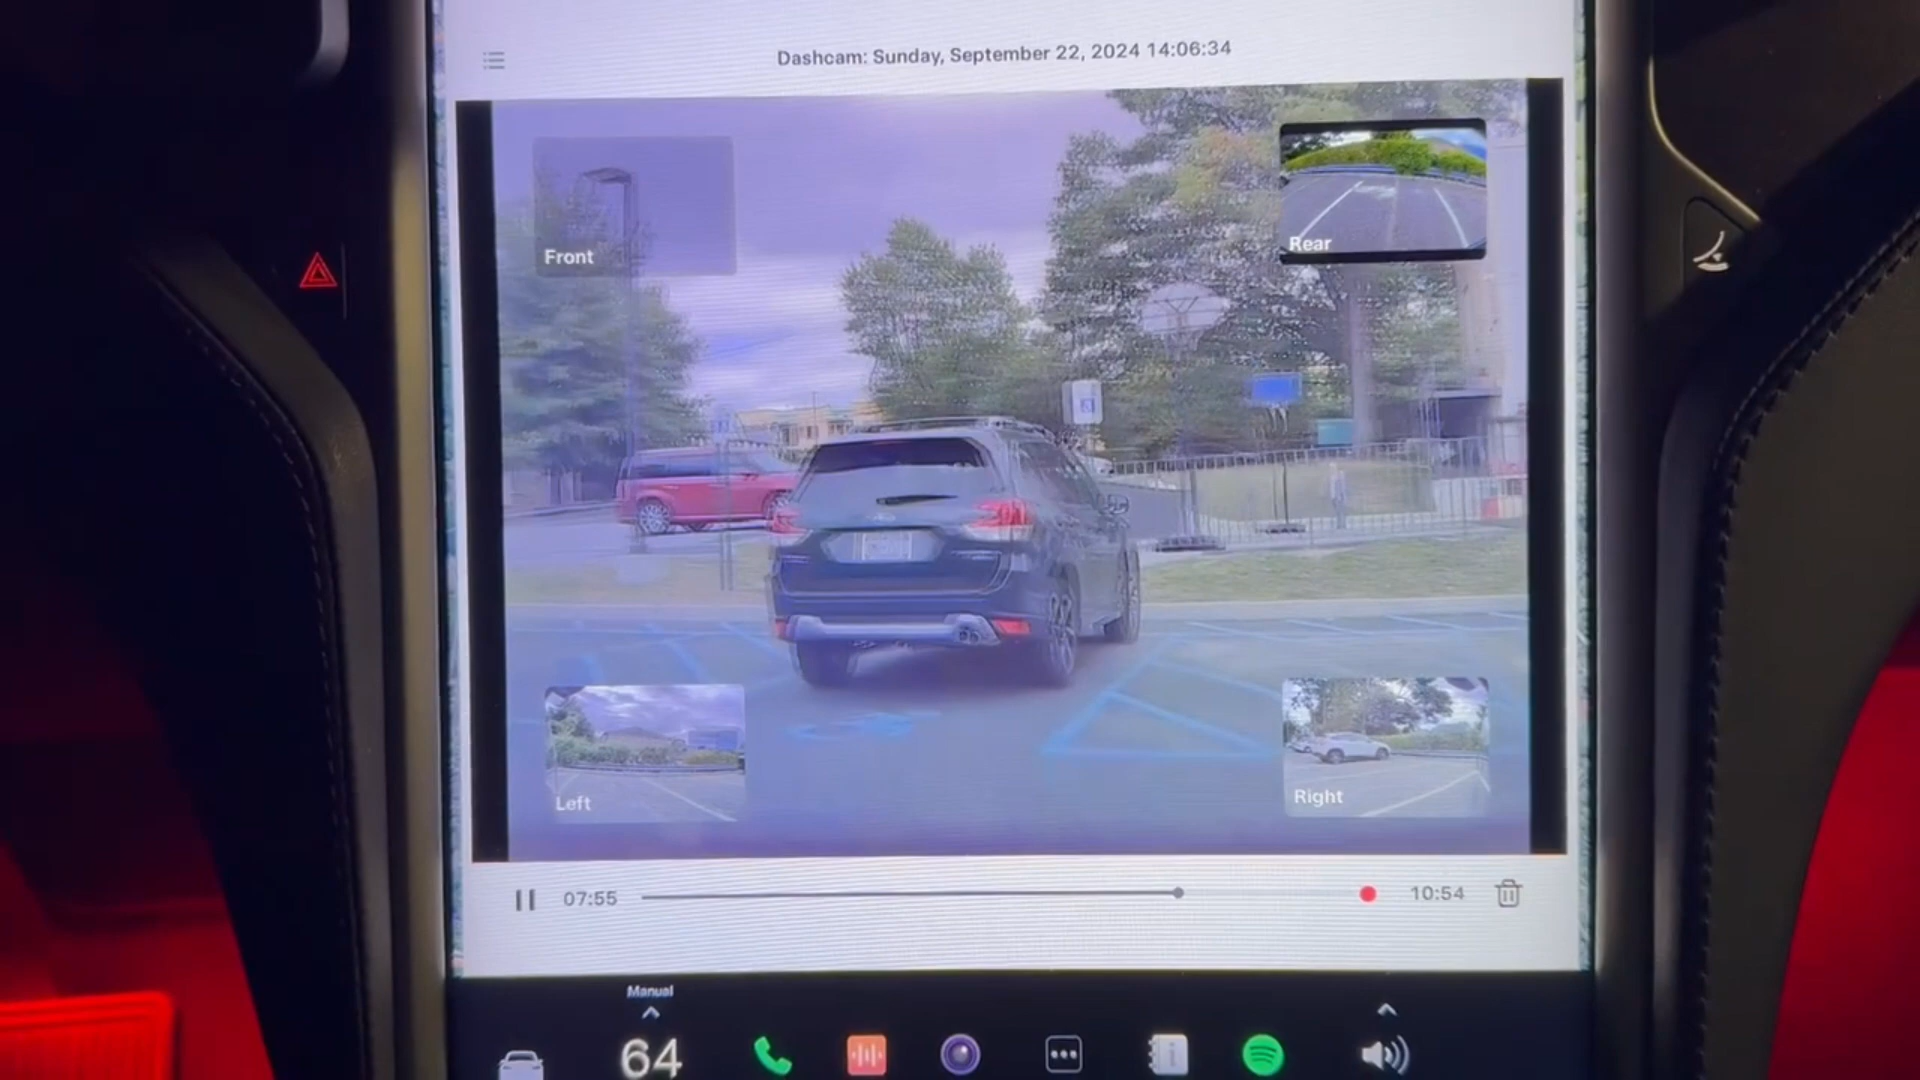 Dashcam: Sunday, September 22, 2024 14:06:34
Front
Rear
Left
Right
07:55
10:54
Manual
64